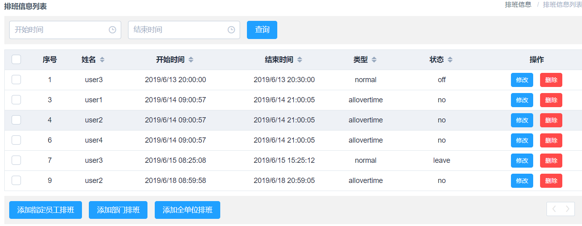 排班信息列表
排班信息 / 排班信息列表
开始时间 结束时间 查询
序号 姓名 开始时间 结束时间 类型 状态 操作
1 user3 2019/6/13 20:00:00 2019/6/13 20:30:00 normal off 修改 删除
3 user1 2019/6/14 09:00:57 2019/6/14 21:00:05 allovertime no 修改 删除
4 user2 2019/6/14 09:00:57 2019/6/14 21:00:05 allovertime no 修改 删除
6 user4 2019/6/14 09:00:57 2019/6/14 21:00:05 allovertime no 修改 删除
7 user3 2019/6/15 08:25:08 2019/6/15 15:25:12 normal leave 修改 删除
9 user2 2019/6/18 08:59:58 2019/6/18 20:59:05 allovertime no 修改 删除
添加指定员工排班 添加部门排班 添加全单位排班